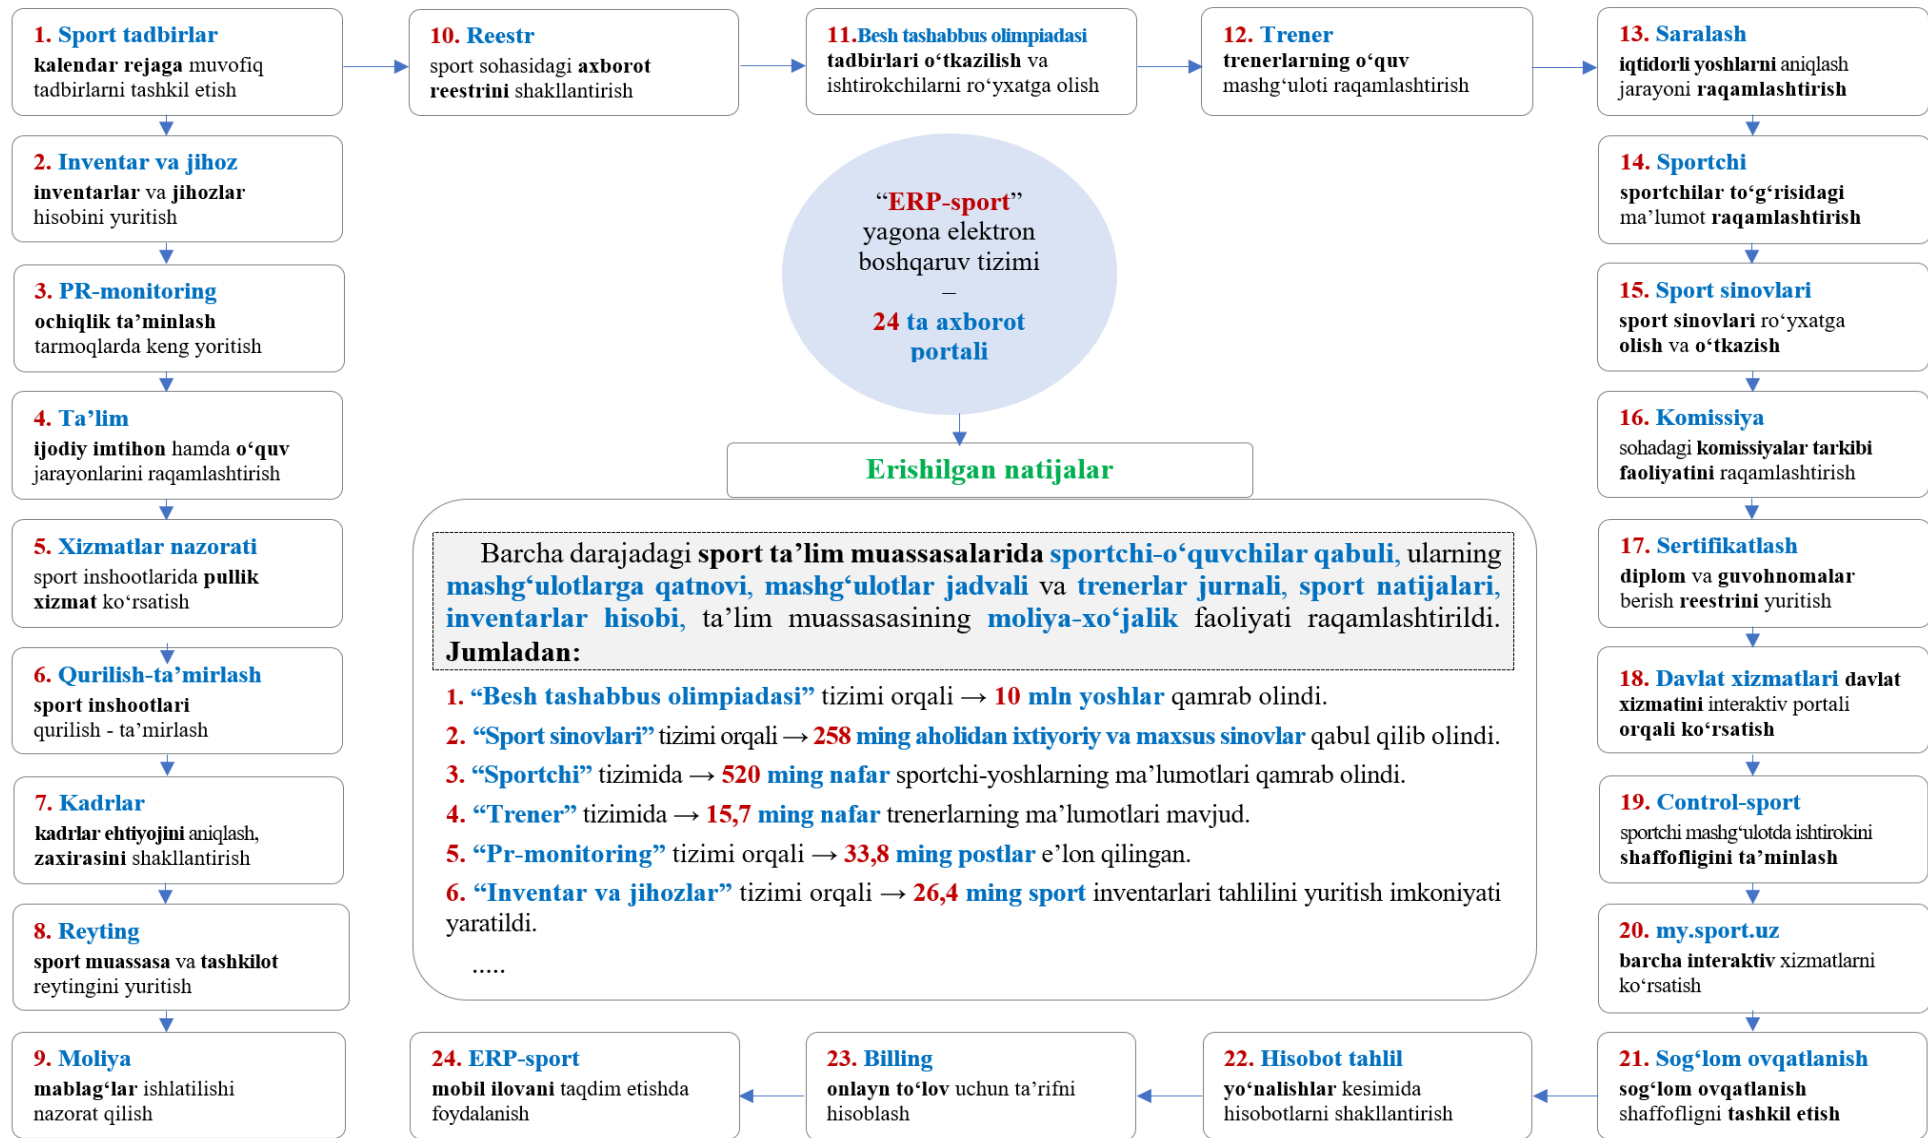 1. Sport tadbirlar
kalendar rejaga muvofiq
tadbirlarni tashkil etish
10. Reestr
sport sohasidagi axborot
reestrini shakllantirish
11.Besh tashabbus olimpiadasi
tadbirlari o‘tkazilish va
ishtirokchilarni ro‘yxatga olish
12. Trener
trenerlarning o‘quv
mashg‘uloti raqamlashtirish
13. Saralash
iqtidorli yoshlarni aniqlash
jarayoni raqamlashtirish
2. Inventar va jihoz
inventarlar va jihozlar
hisobini yuritish
3. PR-monitoring
ochiqlik ta’minlash
tarmoqlarda keng yoritish
4. Ta’lim
ijodiy imtihon hamda o‘quv
jarayonlarini raqamlashtirish
5. Xizmatlar nazorati
sport inshootlarida pullik
xizmat ko‘rsatish
6. Qurilish-ta’mirlash
sport inshootlari
qurilish - ta’mirlash
7. Kadrlar
kadrlar ehtiyojini aniqlash,
zaxirasini shakllantirish
8. Reyting
sport muassasa va tashkilot
reytingini yuritish
9. Moliya
mablag‘lar ishlatilishi
nazorat qilish
“ERP-sport”
yagona elektron
boshqaruv tizimi
–
24 ta axborot
portali
Erishilgan natijalar
Barcha darajadagi sport ta’lim muassasalarida sportchi-o‘quvchilar qabuli, ularning
mashg‘ulotlarga qatnovi, mashg‘ulotlar jadvali va trenerlar jurnali, sport natijalari,
inventarlar hisobi, ta’lim muassasasining moliya-xo‘jalik faoliyati raqamlashtirildi.
Jumladan:
1. “Besh tashabbus olimpiadasi” tizimi orqali → 10 mln yoshlar qamrab olindi.
2. “Sport sinovlari” tizimi orqali → 258 ming aholidan ixtiyoriy va maxsus sinovlar qabul qilib olindi.
3. “Sportchi” tizimida → 520 ming nafar sportchi-yoshlarning ma’lumotlari qamrab olindi.
4. “Trener” tizimida → 15,7 ming nafar trenerlarning ma’lumotlari mavjud.
5. “Pr-monitoring” tizimi orqali → 33,8 ming postlar e’lon qilingan.
6. “Inventar va jihozlar” tizimi orqali → 26,4 ming sport inventarlari tahlilini yuritish imkoniyati
yaratildi.
.....
14. Sportchi
sportchilar to‘g‘risidagi
ma’lumot raqamlashtirish
15. Sport sinovlari
sport sinovlari ro‘yxatga
olish va o‘tkazish
16. Komissiya
sohadagi komissiyalar tarkibi
faoliyatini raqamlashtirish
17. Sertifikatlash
diplom va guvohnomalar
berish reestrini yuritish
18. Davlat xizmatlari davlat
xizmatini interaktiv portali
orqali ko‘rsatish
19. Control-sport
sportchi mashg‘ulotda ishtirokini
shaffofligini ta’minlash
20. my.sport.uz
barcha interaktiv xizmatlarni
ko‘rsatish
21. Sog‘lom ovqatlanish
sog‘lom ovqatlanish
shaffofligni tashkil etish
22. Hisobot tahlil
yo‘nalishlar kesimida
hisobotlarni shakllantirish
23. Billing
onlayn to‘lov uchun ta’rifni
hisoblash
24. ERP-sport
mobil ilovani taqdim etishda
foydalanish